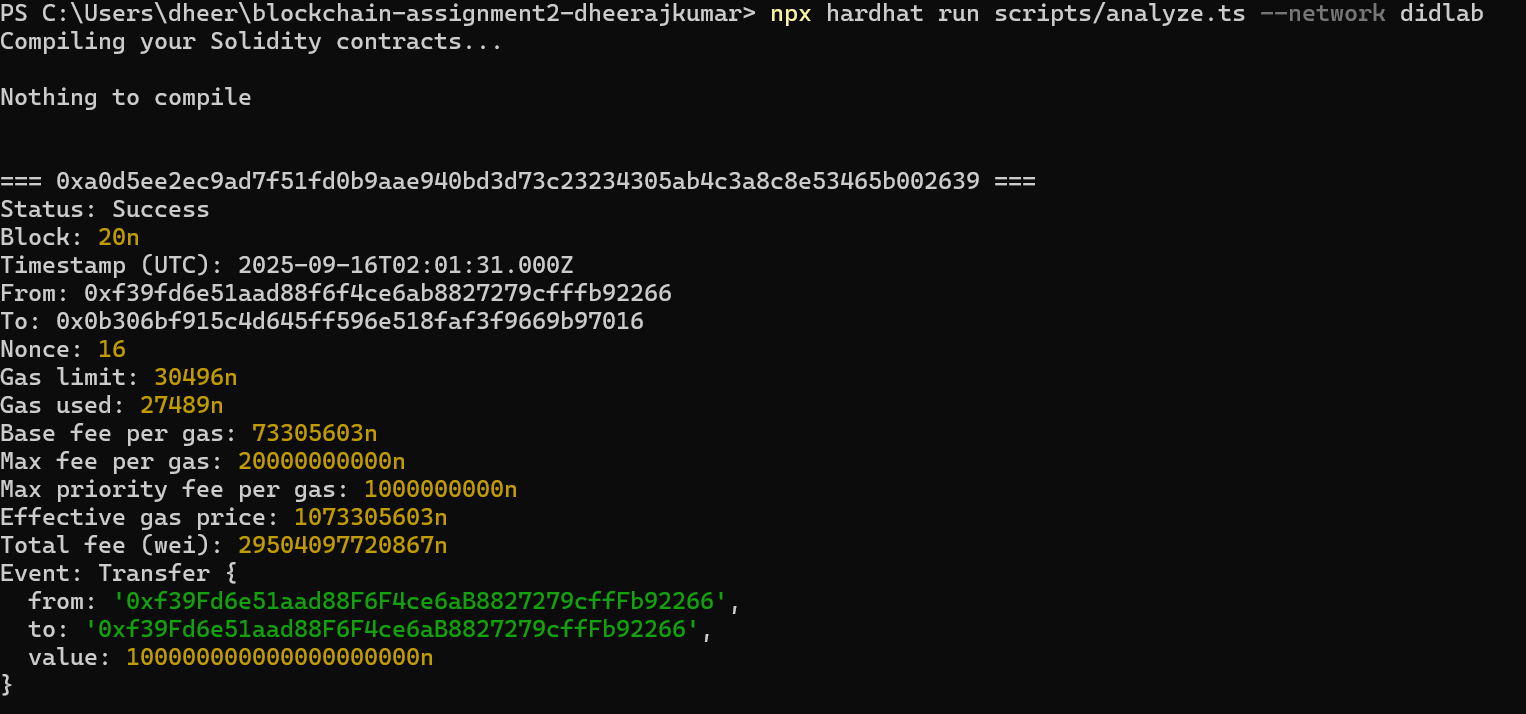 PS C:\Users\dheer\blockchain-assignment2-dheerajkumar> npx hardhat run scripts/analyze.ts --network didlab
Compiling your Solidity contracts...
Nothing to compile
=== 0xa0d5ee2ec9ad7f51fd0b9aae940bd3d73c23234305ab4c3a8c8e53465b002639 ===
Status: Success
Block: 20n
Timestamp (UTC): 2025-09-16T02:01:31.000Z
From: 0xf39fd6e51aad88f6f4ce6ab8827279cfffb92266
To: 0x0b306bf915c4d645ff596e518faf3f9669b97016
Nonce: 16
Gas limit: 30496n
Gas used: 27489n
Base fee per gas: 73305603n
Max fee per gas: 20000000000n
Max priority fee per gas: 1000000000n
Effective gas price: 1073305603n
Total fee (wei): 29504097720867n
Event: Transfer {
  from: '0xf39Fd6e51aad88F6F4ce6aB8827279cffFb92266',
  to: '0xf39Fd6e51aad88F6F4ce6aB8827279cffFb92266',
  value: 100000000000000000000n
}